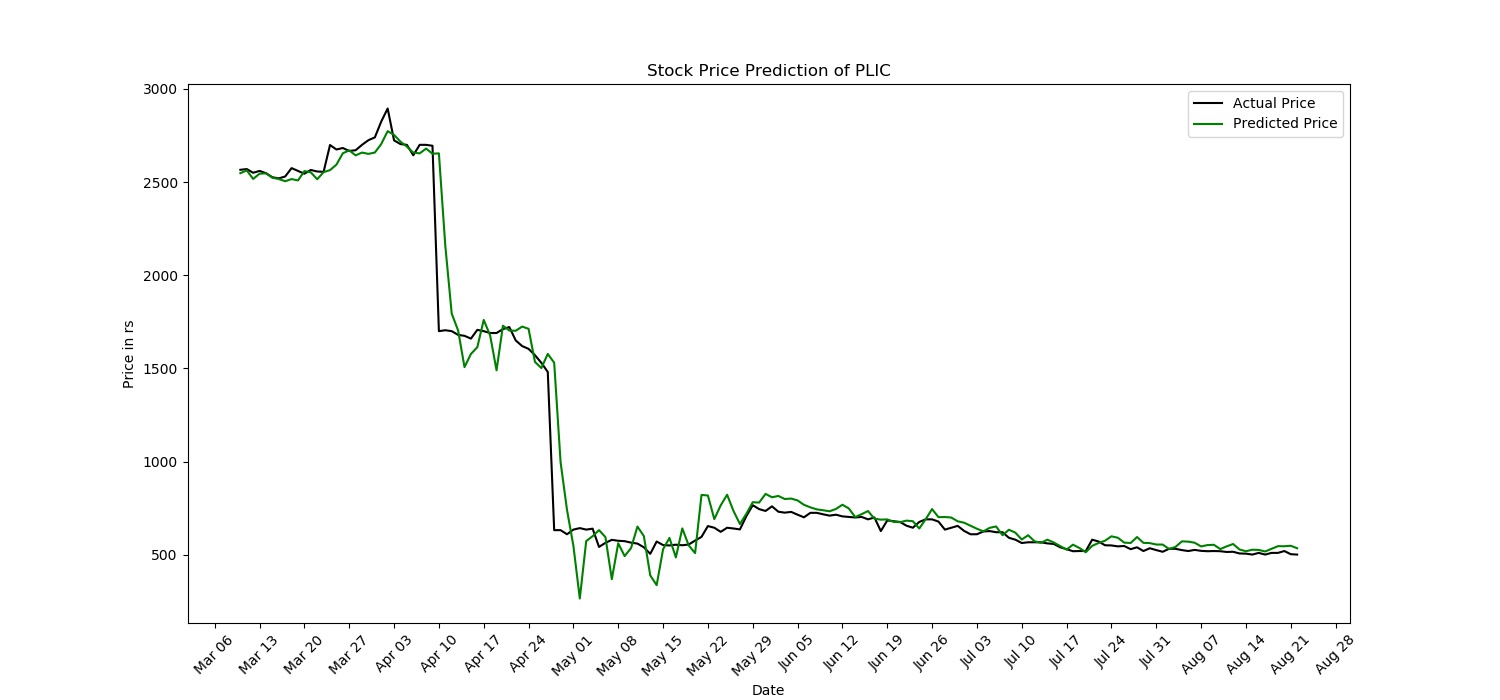 Stock Price Prediction of PLIC
Actual Price
Predicted Price
3000
2500
2000
1500
1000
500
Price in rs
Mar 06
Mar 13
Mar 20
Mar 27
Apr 03
Apr 10
Apr 17
Apr 24
May 01
May 08
May 15
May 22
May 29
Jun 05
Jun 12
Jun 19
Jun 26
Jul 03
Jul 10
Jul 17
Jul 24
Jul 31
Aug 07
Aug 14
Aug 21
Aug 28
Date